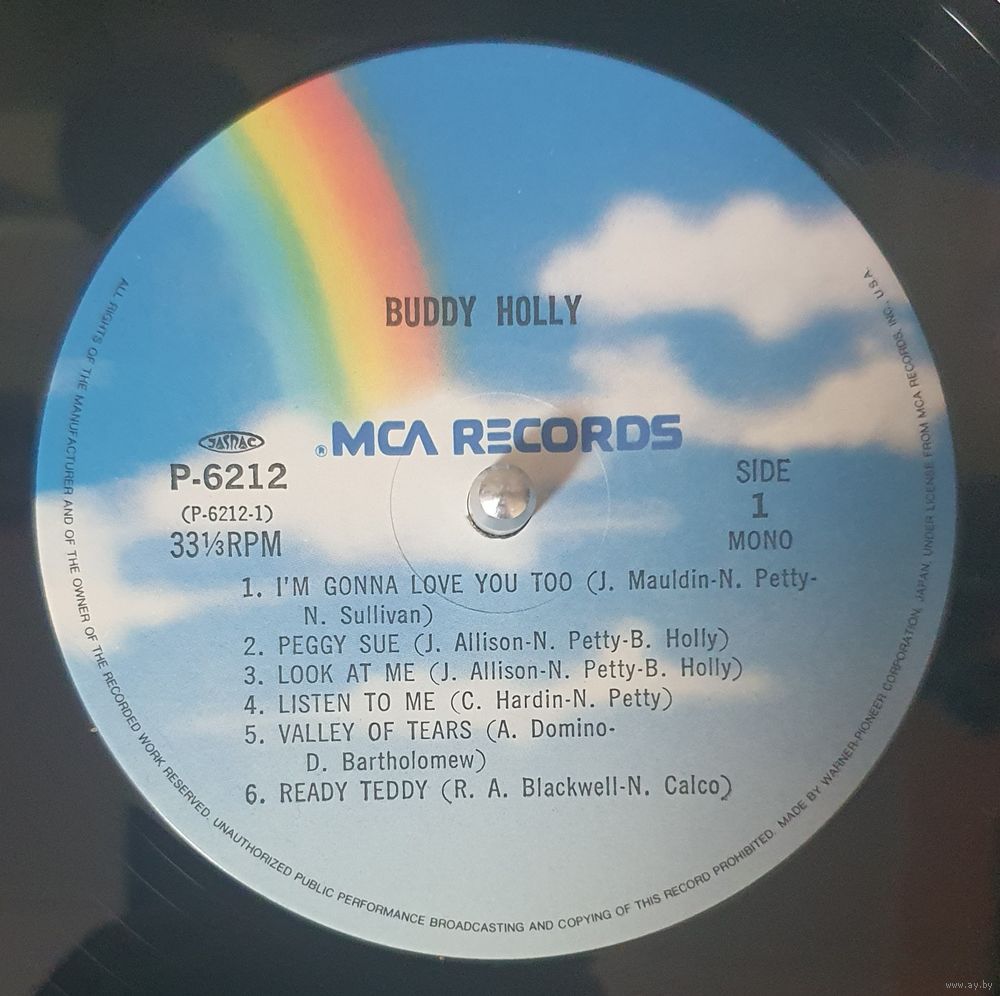 BUDDY HOLLY
® MCA RECORDS
JASRAC
P-6212
(P-6212-1)
33⅓RPM
SIDE
1
MONO
1. I'M GONNA LOVE YOU TOO (J. Mauldin-N. Petty-
N. Sullivan)
2. PEGGY SUE (J. Allison-N. Petty-B. Holly)
3. LOOK AT ME (J. Allison-N. Petty-B. Holly)
4. LISTEN TO ME (C. Hardin-N. Petty)
5. VALLEY OF TEARS (A. Domino-
D. Bartholomew)
6. READY TEDDY (R. A. Blackwell-N. Calco)
ALL RIGHTS OF THE MANUFACTURER AND OF THE OWNER OF THE RECORDED WORK RESERVED. UNAUTHORIZED PUBLIC PERFORMANCE BROADCASTING AND COPYING OF THIS RECORD PROHIBITED. MADE BY WARNER-PIONEER CORPORATION, JAPAN, UNDER LICENSE FROM MCA RECORDS, INC., U.S.A.
www.ay.by